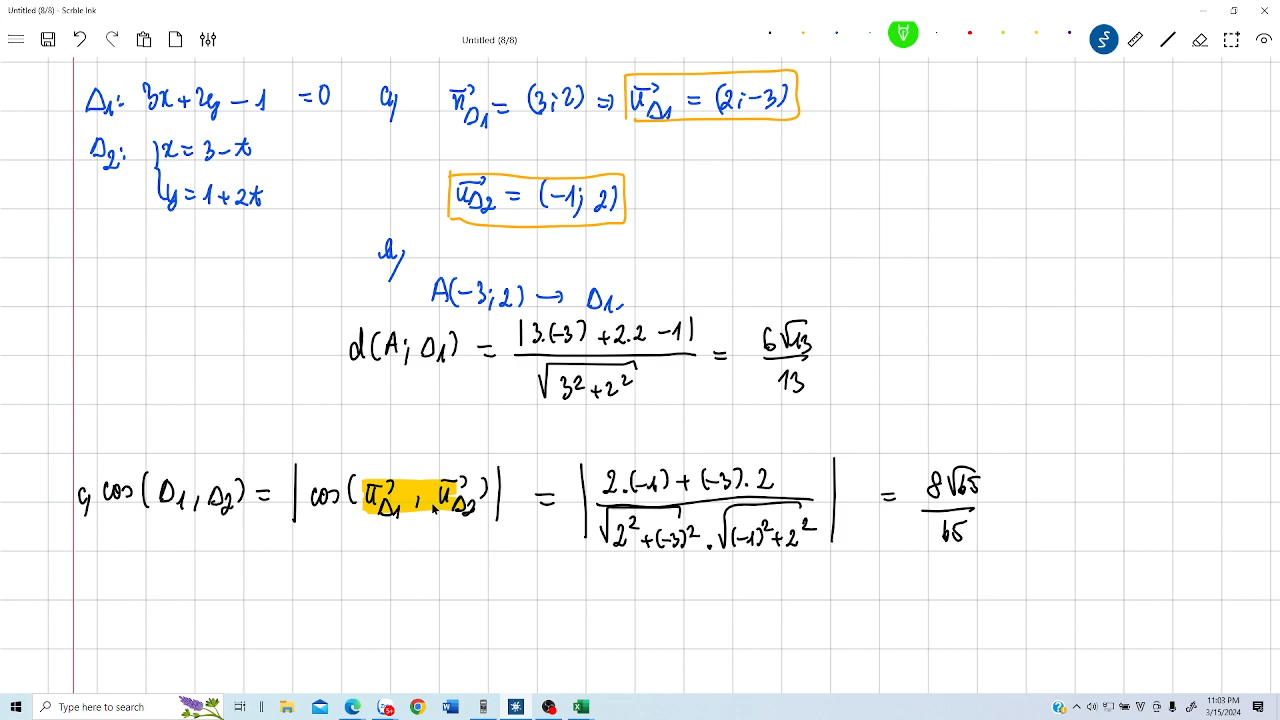 Untitled (8/8) - Scrble Ink
Untitled (8/8)
Δ1: 3x + 2y - 1 = 0 a, n⃗Δ1 = (3; 2) => u⃗Δ1 = (2; -3)
Δ2: { x = 3 - t
y = 1 + 2t
u⃗Δ2 = (-1; 2)
b,
A(-3; 2) → Δ1.
d(A; Δ1) = |3.(-3) + 2.2 - 1| / √(3² + 2²) = 6√13 / 13
c, cos(Δ1, Δ2) = |cos(u⃗Δ1, u⃗Δ2)| = |(2.(-1) + (-3).2) / (√(2² + (-3)²) . √((-1)² + 2²))| = 8√65 / 65
Type here to search
5+
11:03 PM
3/15/2024